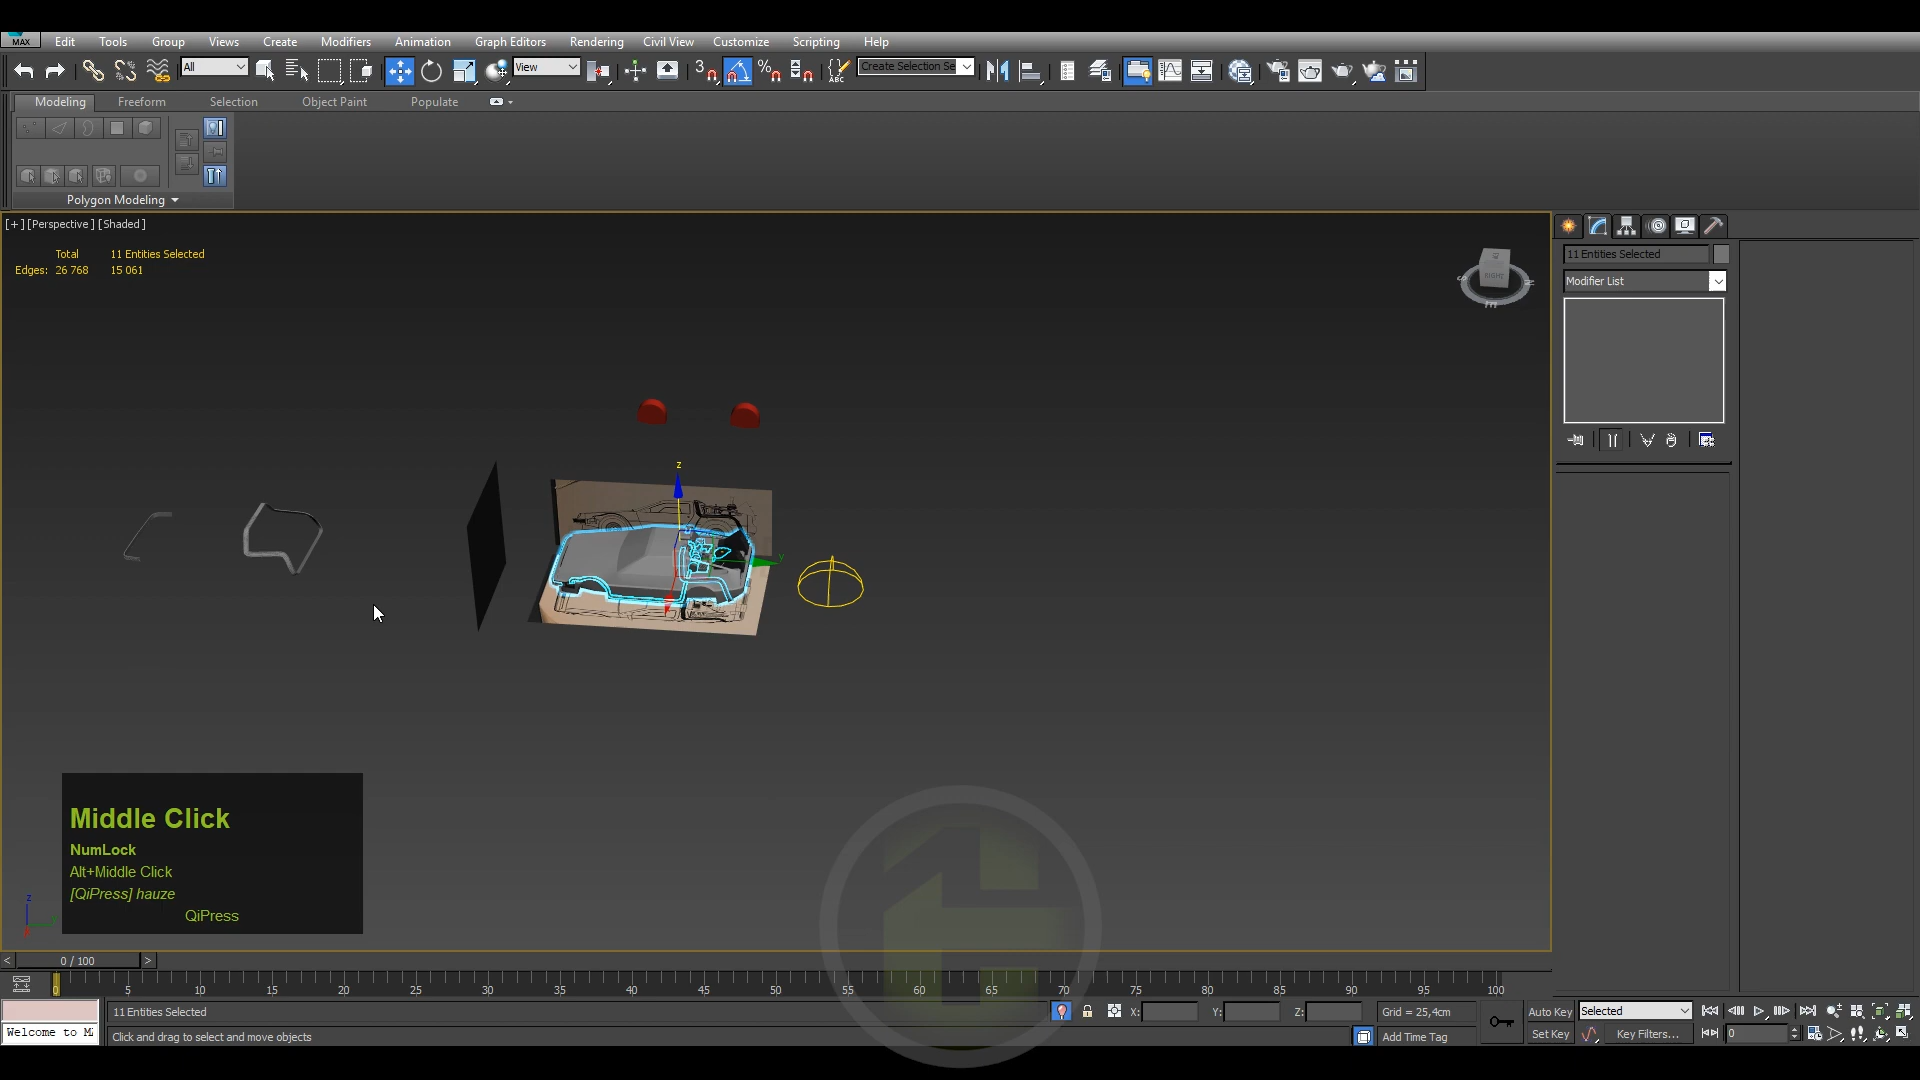 MAX Edit Tools Group Views Create Modifiers Animation Graph Editors Rendering Civil View Customize Scripting Help
All View 3 % ABC Create Selection Se
Modeling Freeform Selection Object Paint Populate
Polygon Modeling
[+] [Perspective] [Shaded]
Total 11 Entities Selected
Edges: 26 768 15 061
RIGHT
11 Entities Selected
Modifier List
z
y
Middle Click
NumLock
Alt+Middle Click
[QiPress] hauze
QiPress
z
< 0 / 100 >
0 5 10 15 20 25 30 35 40 45 50 55 60 65 70 75 80 85 90 95 100
11 Entities Selected X: Y: Z: Grid = 25,4cm Auto Key Selected
Welcome to M Click and drag to select and move objects Add Time Tag Set Key Key Filters... 0